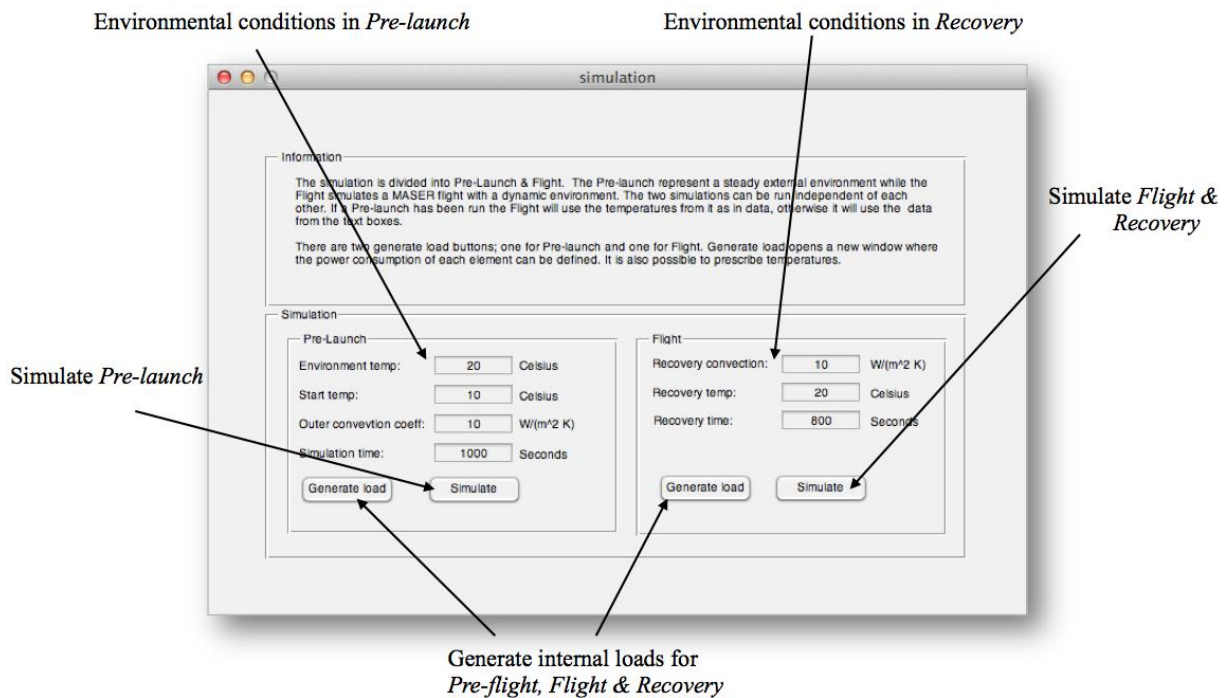 Environmental conditions in Pre-launch
Environmental conditions in Recovery
simulation
Information
The simulation is divided into Pre-Launch & Flight. The Pre-launch represent a steady external environment while the
Flight simulates a MASER flight with a dynamic environment. The two simulations can be run independent of each
other. If a Pre-launch has been run the Flight will use the temperatures from it as in data, otherwise it will use the data
from the text boxes.
There are two generate load buttons; one for Pre-launch and one for Flight. Generate load opens a new window where
the power consumption of each element can be defined. It is also possible to prescribe temperatures.
Simulate Flight &
Recovery
Simulation
Pre-Launch
Environment temp: 20 Celsius
Start temp: 10 Celsius
Outer convevtion coeff: 10 W/(m^2 K)
Simulation time: 1000 Seconds
Generate load Simulate
Flight
Recovery convection: 10 W/(m^2 K)
Recovery temp: 20 Celsius
Recovery time: 800 Seconds
Generate load Simulate
Simulate Pre-launch
Generate internal loads for
Pre-flight, Flight & Recovery